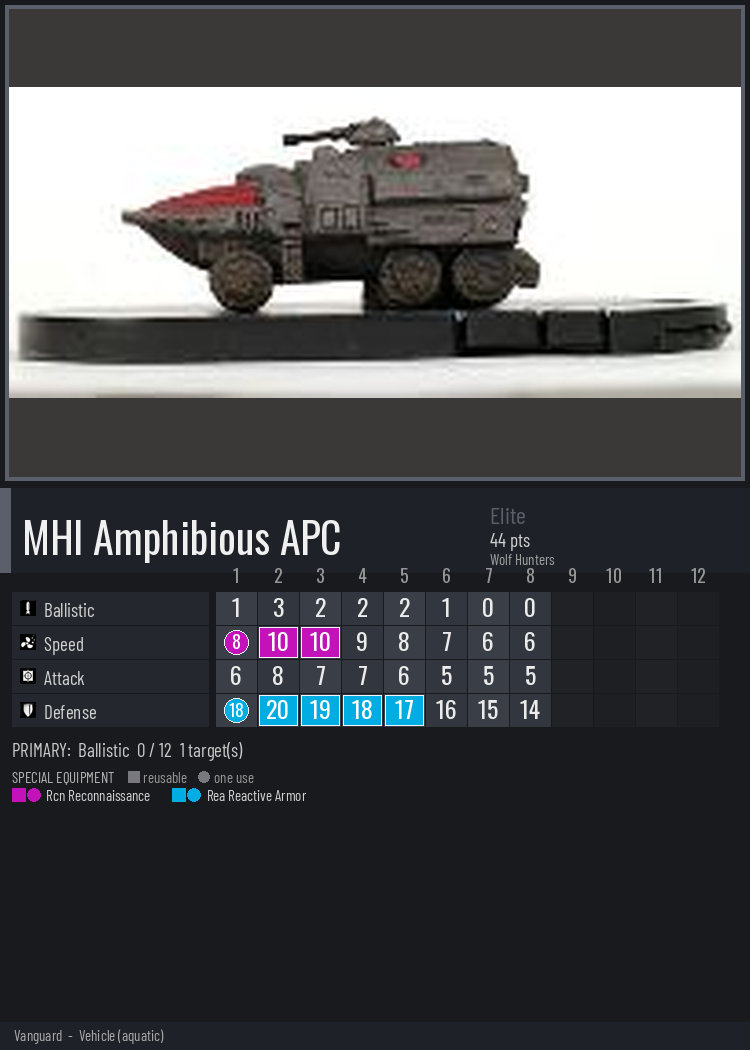 MHI Amphibious APC
Elite
44 pts
Wolf Hunters
1 2 3 4 5 6 7 8 9 10 11 12
Ballistic 1 3 2 2 2 1 0 0
Speed 8 10 10 9 8 7 6 6
Attack 6 8 7 7 6 5 5 5
Defense 18 20 19 18 17 16 15 14
PRIMARY: Ballistic 0 / 12 1 target(s)
SPECIAL EQUIPMENT reusable one use
Rcn Reconnaissance Rea Reactive Armor
Vanguard - Vehicle (aquatic)